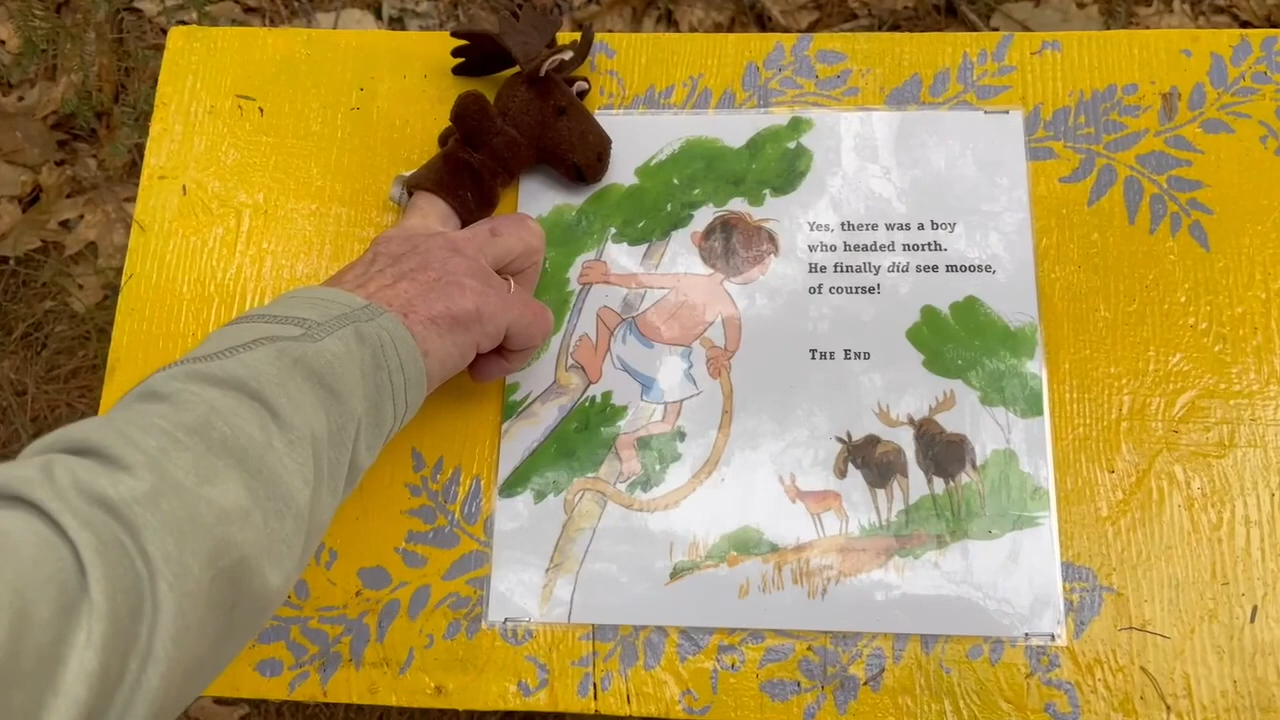 Yes, there was a boy
who headed north.
He finally did see moose,
of course!
THE END